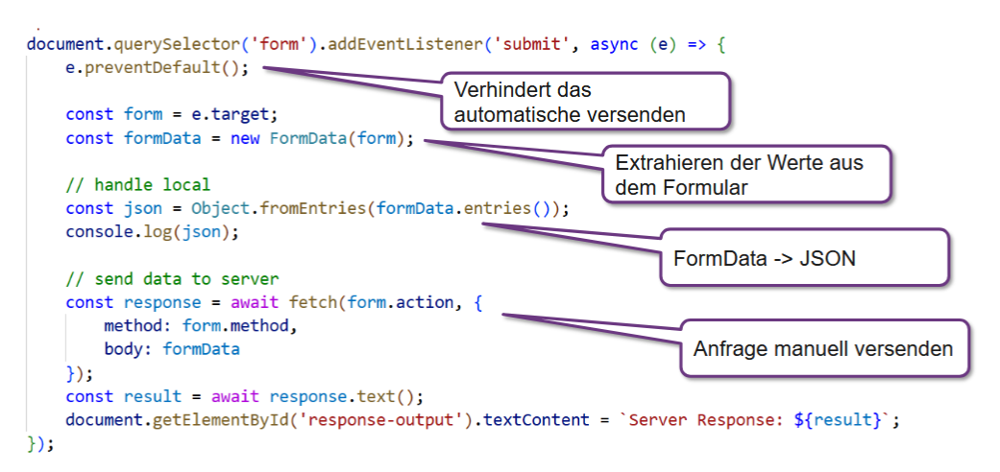 document.querySelector('form').addEventListener('submit', async (e) => {
    e.preventDefault();
Verhindert das
automatische versenden
    const form = e.target;
    const formData = new FormData(form);
Extrahieren der Werte aus
dem Formular
    // handle local
    const json = Object.fromEntries(formData.entries());
    console.log(json);
FormData -> JSON
    // send data to server
    const response = await fetch(form.action, {
        method: form.method,
        body: formData
    });
Anfrage manuell versenden
    const result = await response.text();
    document.getElementById('response-output').textContent = `Server Response: ${result}`;
});